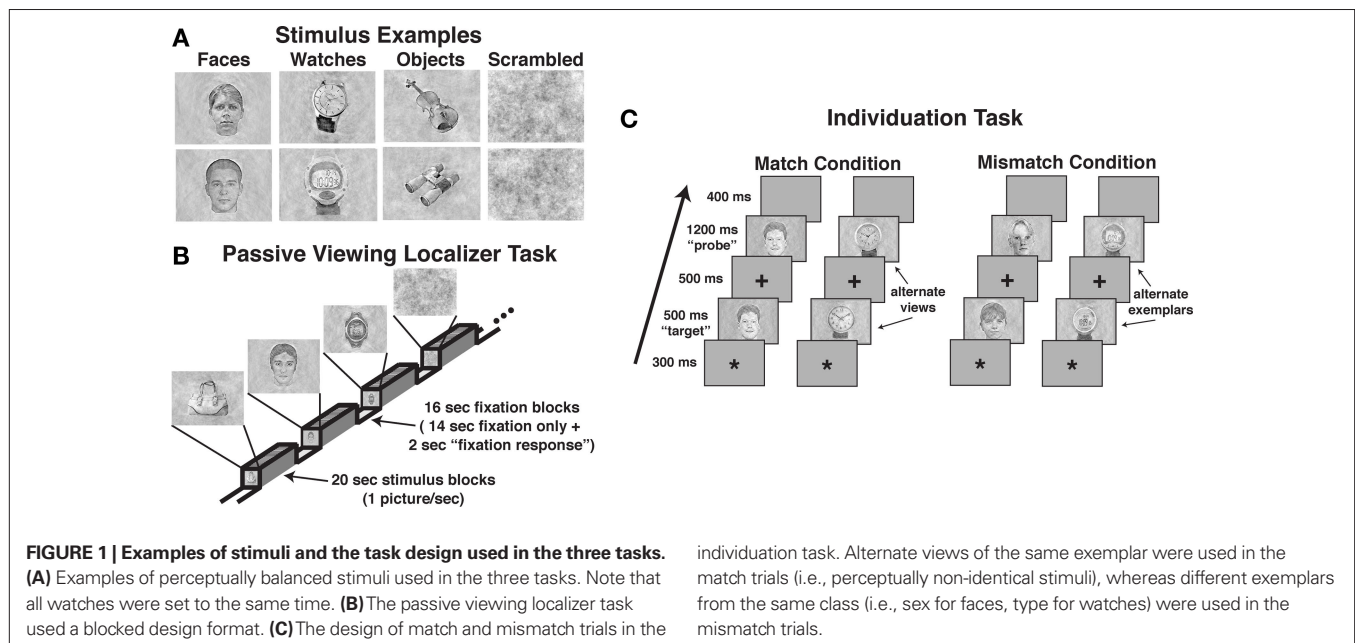 A
Stimulus Examples
Faces Watches Objects Scrambled
B
Passive Viewing Localizer Task
16 sec fixation blocks
( 14 sec fixation only +
2 sec “fixation response”)
20 sec stimulus blocks
(1 picture/sec)
C
Individuation Task
Match Condition
Mismatch Condition
400 ms
1200 ms
“probe”
500 ms
+ + + +
500 ms
“target”
alternate
views
alternate
exemplars
300 ms
* * * *
FIGURE 1 | Examples of stimuli and the task design used in the three tasks.
(A) Examples of perceptually balanced stimuli used in the three tasks. Note that
all watches were set to the same time. (B) The passive viewing localizer task
used a blocked design format. (C) The design of match and mismatch trials in the
individuation task. Alternate views of the same exemplar were used in the
match trials (i.e., perceptually non-identical stimuli), whereas different exemplars
from the same class (i.e., sex for faces, type for watches) were used in the
mismatch trials.